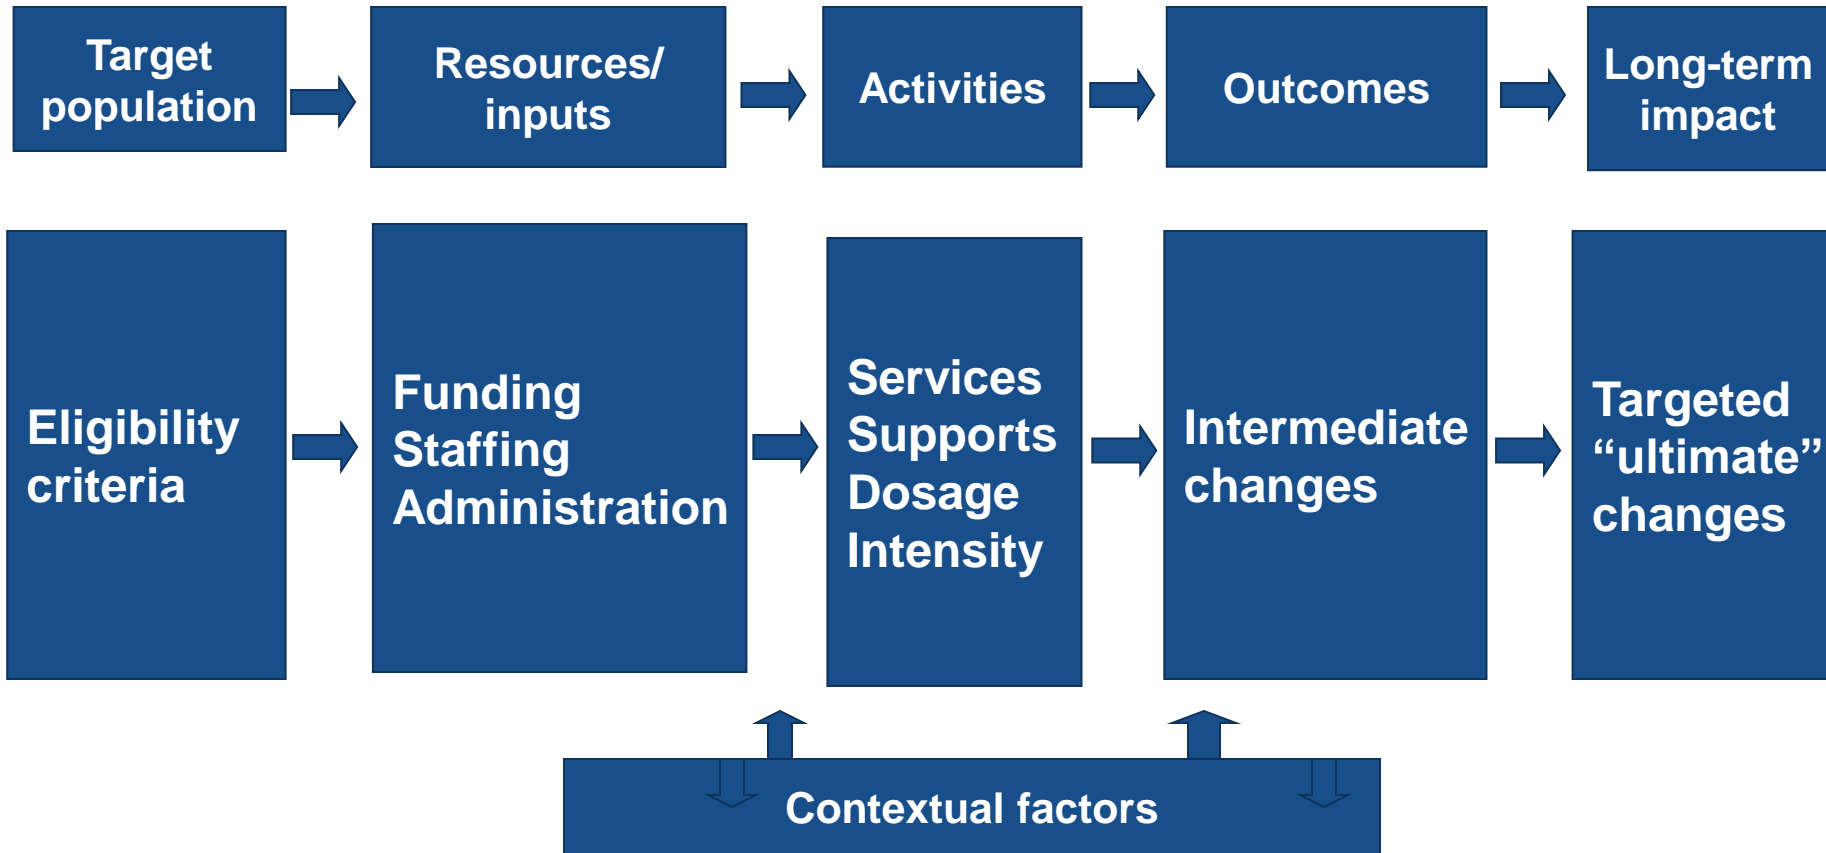 Target
population
Resources/
inputs
Activities
Outcomes
Long-term
impact
Eligibility
criteria
Funding
Staffing
Administration
Services
Supports
Dosage
Intensity
Intermediate
changes
Targeted
“ultimate”
changes
Contextual factors